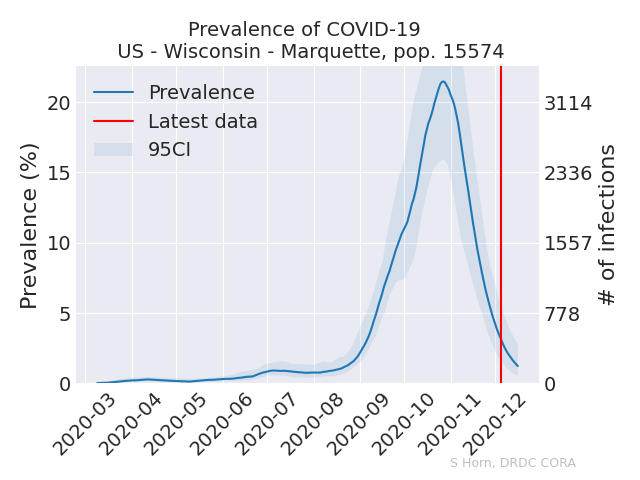 Prevalence of COVID-19
US - Wisconsin - Marquette, pop. 15574
Prevalence
Latest data
95CI
Prevalence (%)
20
15
10
5
0
3114
2336
1557
778
0
# of infections
2020-03
2020-04
2020-05
2020-06
2020-07
2020-08
2020-09
2020-10
2020-11
2020-12
S Horn, DRDC CORA